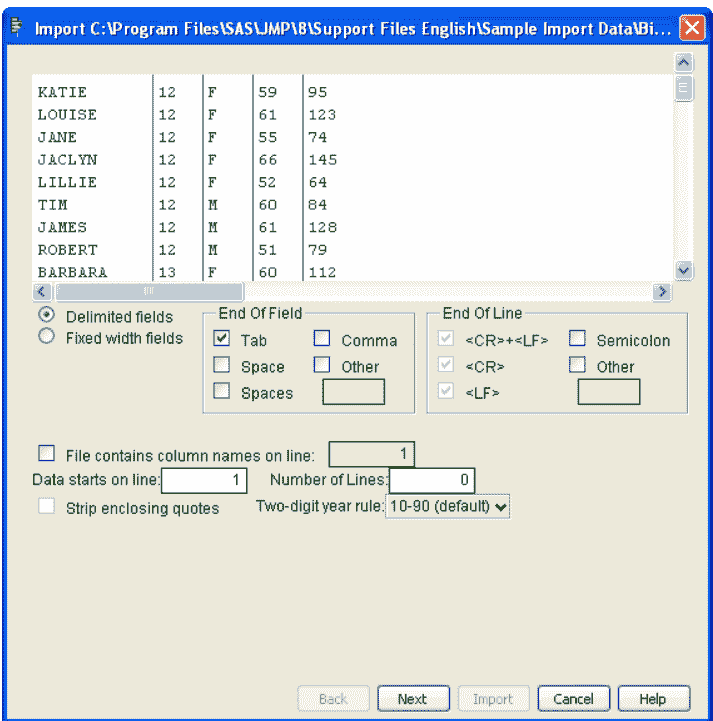 Import C:\Program Files\SAS\JMP\8\Support Files English\Sample Import Data\Bi...
KATIE 12 F 59 95
LOUISE 12 F 61 123
JANE 12 F 55 74
JACLYN 12 F 66 145
LILLIE 12 F 52 64
TIM 12 M 60 84
JAMES 12 M 61 128
ROBERT 12 M 51 79
BARBARA 13 F 60 112
Delimited fields
Fixed width fields
End Of Field
Tab Comma
Space Other
Spaces
End Of Line
<CR>+<LF> Semicolon
<CR> Other
<LF>
File contains column names on line: 1
Data starts on line: 1 Number of Lines: 0
Strip enclosing quotes Two-digit year rule: 10-90 (default)
Back Next Import Cancel Help